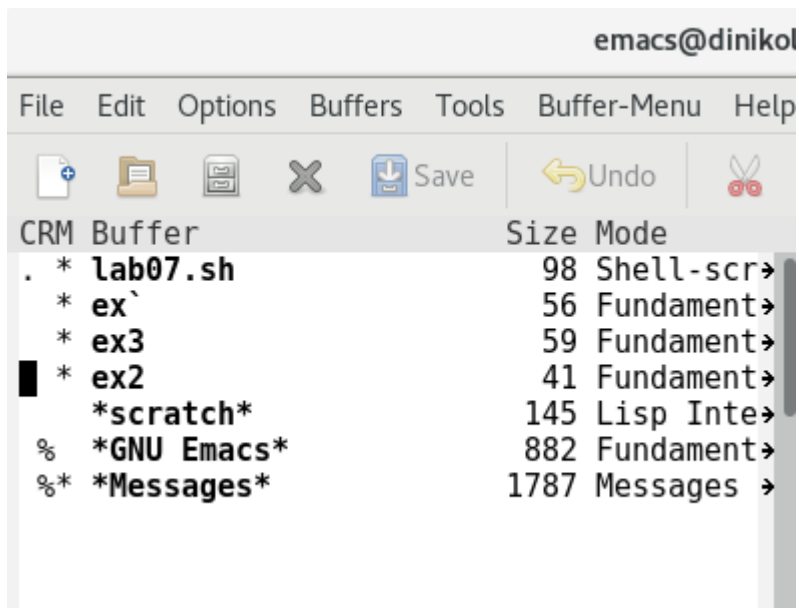 emacs@dinikol
File Edit Options Buffers Tools Buffer-Menu Help
Save Undo
CRM Buffer Size Mode
. * lab07.sh 98 Shell-scr
* ex` 56 Fundament
* ex3 59 Fundament
* ex2 41 Fundament
*scratch* 145 Lisp Inte
% *GNU Emacs* 882 Fundament
%* *Messages* 1787 Messages